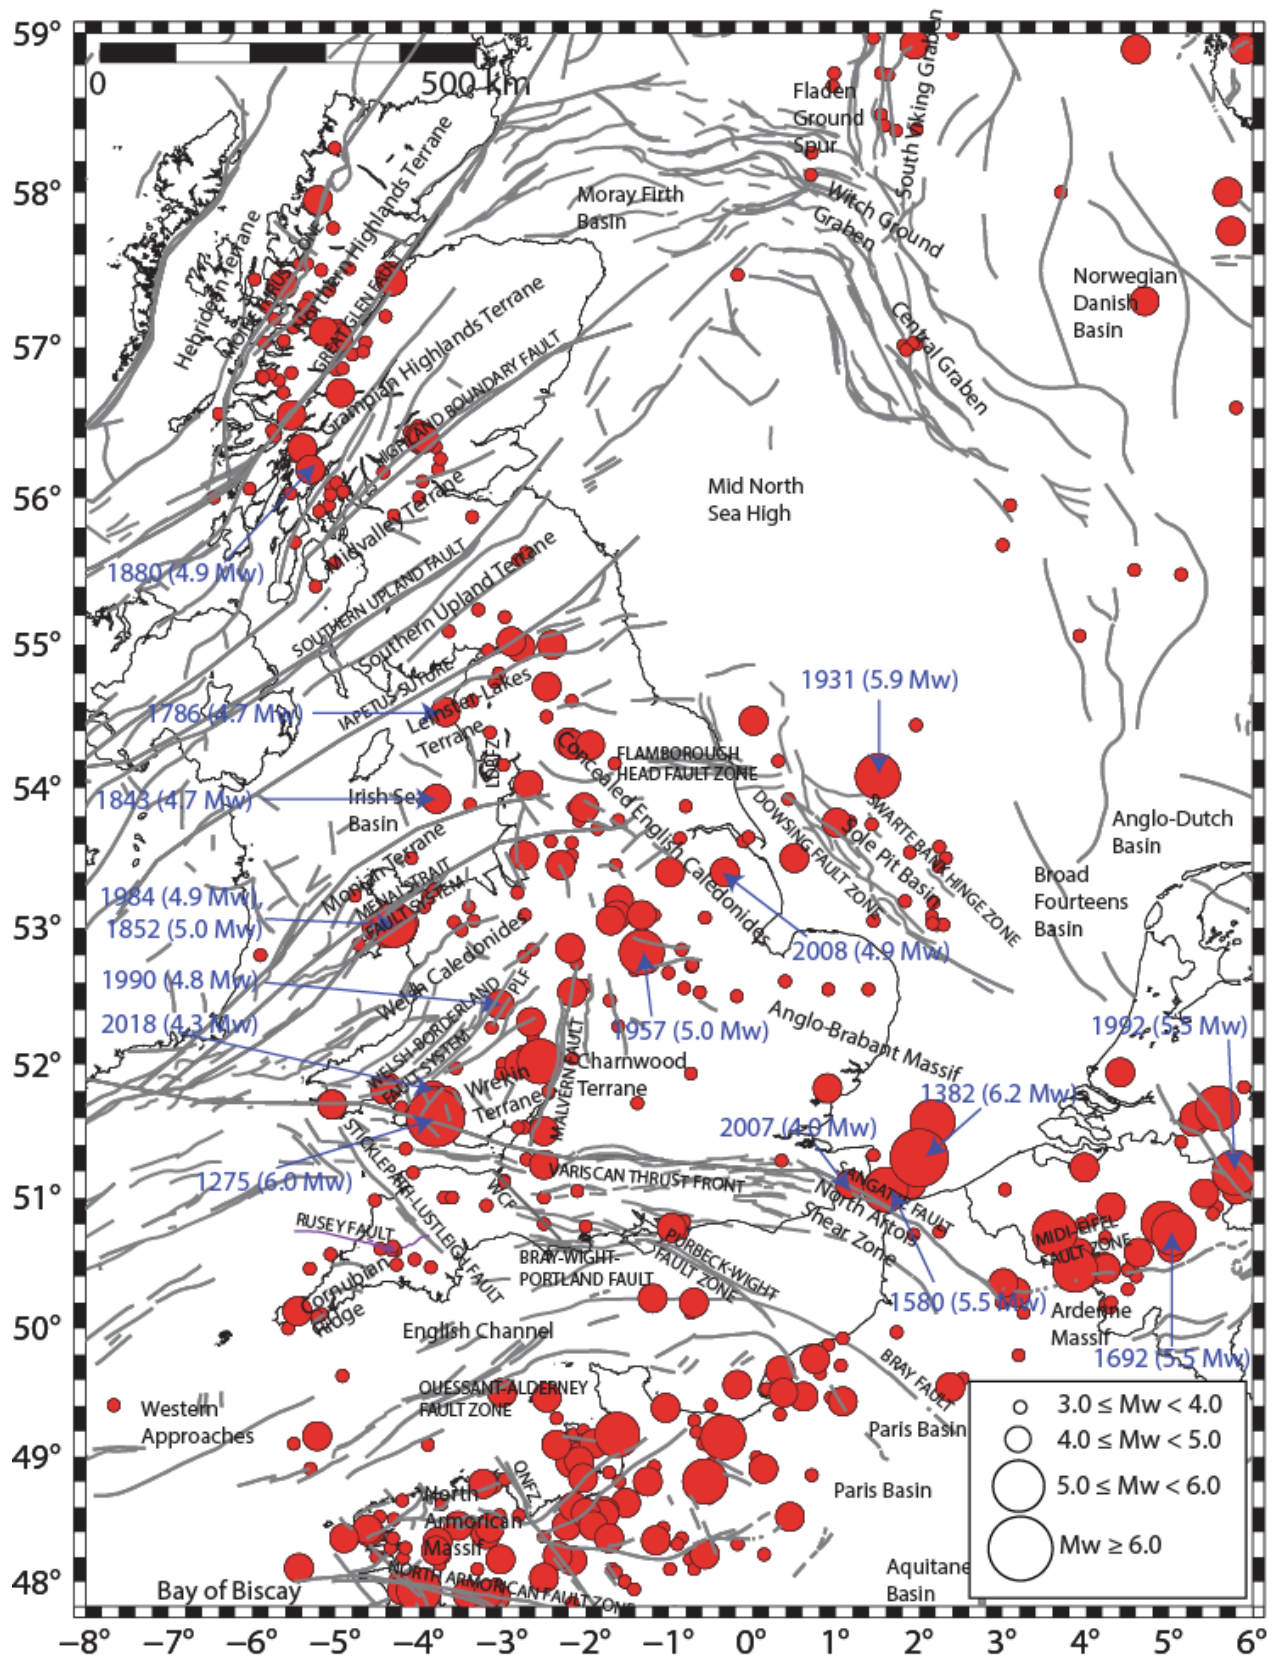 59°
0
500 km
Fladen
Ground
Spur
South Viking Graben
58°
Moray Firth
Basin
Witch Ground
Graben
Hebridean Terrane
Northern Highlands Terrane
GREAT GLEN FAULT
Norwegian
Danish
Basin
57°
Grampian Highlands Terrane
HIGHLAND BOUNDARY FAULT
Central Graben
56°
Mid North
Sea High
Midvalley Terrane
1880 (4.9 Mw)
SOUTHERN UPLAND FAULT
Southern Upland Terrane
55°
1931 (5.9 Mw)
1786 (4.7 Mw)
IAPETUS SUTURE
Leinster-Lakes
Terrane
Concealed English Caledonides
FLAMBOROUGH
HEAD FAULT ZONE
54°
1843 (4.7 Mw)
Irish Sea
Basin
DOWSING FAULT ZONE
SWARTEBANK HINGE ZONE
Sole Pit Basin
Anglo-Dutch
Basin
Monian Terrane
MENAI STRAIT
FAULT SYSTEM
Broad
Fourteens
Basin
1984 (4.9 Mw),
1852 (5.0 Mw)
53°
2008 (4.9 Mw)
Welsh Caledonides
1990 (4.8 Mw)
PLF
2018 (4.3 Mw)
1957 (5.0 Mw)
Anglo-Brabant Massif
1992 (5.5 Mw)
52°
WELSH-BORDERLAND
FAULT SYSTEM
Wrekin
Terrane
MALVERN FAULT
Charnwood
Terrane
1382 (6.2 Mw)
2007 (4.0 Mw)
1275 (6.0 Mw)
STICKLEPATH-LUSTLEIGH FAULT
51°
WCF
VARISCAN THRUST FRONT
SANGATTE FAULT
North Artois
Shear Zone
MIDI-EIFEL
FAULT ZONE
RUSEY FAULT
BRAY-WIGHT-
PORTLAND FAULT
PURBECK-WIGHT
FAULT ZONE
Cornubian
Ridge
1580 (5.5 Mw)
Ardenne
Massif
50°
English Channel
1692 (5.5 Mw)
BRAY FAULT
OUESSANT-ALDERNEY
FAULT ZONE
Western
Approaches
Paris Basin
3.0 ≤ Mw < 4.0
4.0 ≤ Mw < 5.0
5.0 ≤ Mw < 6.0
Mw ≥ 6.0
49°
QNFZ
Paris Basin
North
Armorican
Massif
48°
NORTH ARMORICAN FAULT ZONE
Bay of Biscay
Aquitane
Basin
−8° −7° −6° −5° −4° −3° −2° −1° 0° 1° 2° 3° 4° 5° 6°